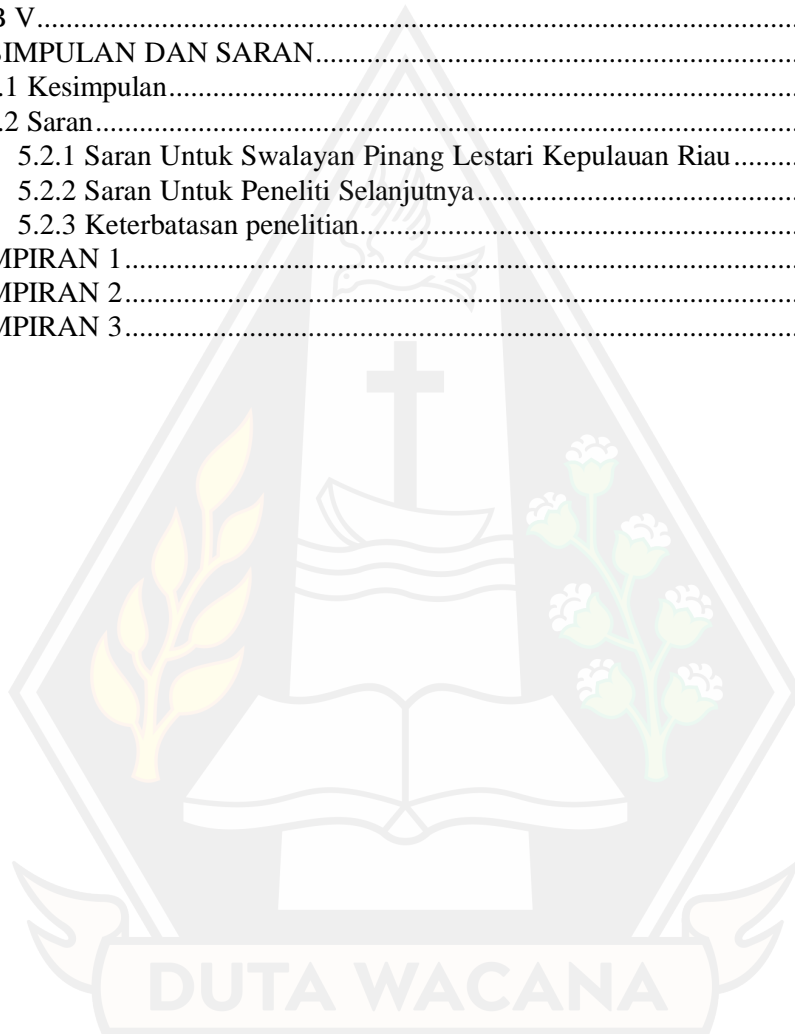 B V
SIMPULAN DAN SARAN
.1 Kesimpulan
.2 Saran
5.2.1 Saran Untuk Swalayan Pinang Lestari Kepulauan Riau
5.2.2 Saran Untuk Peneliti Selanjutnya
5.2.3 Keterbatasan penelitian
MPIRAN 1
MPIRAN 2
MPIRAN 3
DUTA WACANA